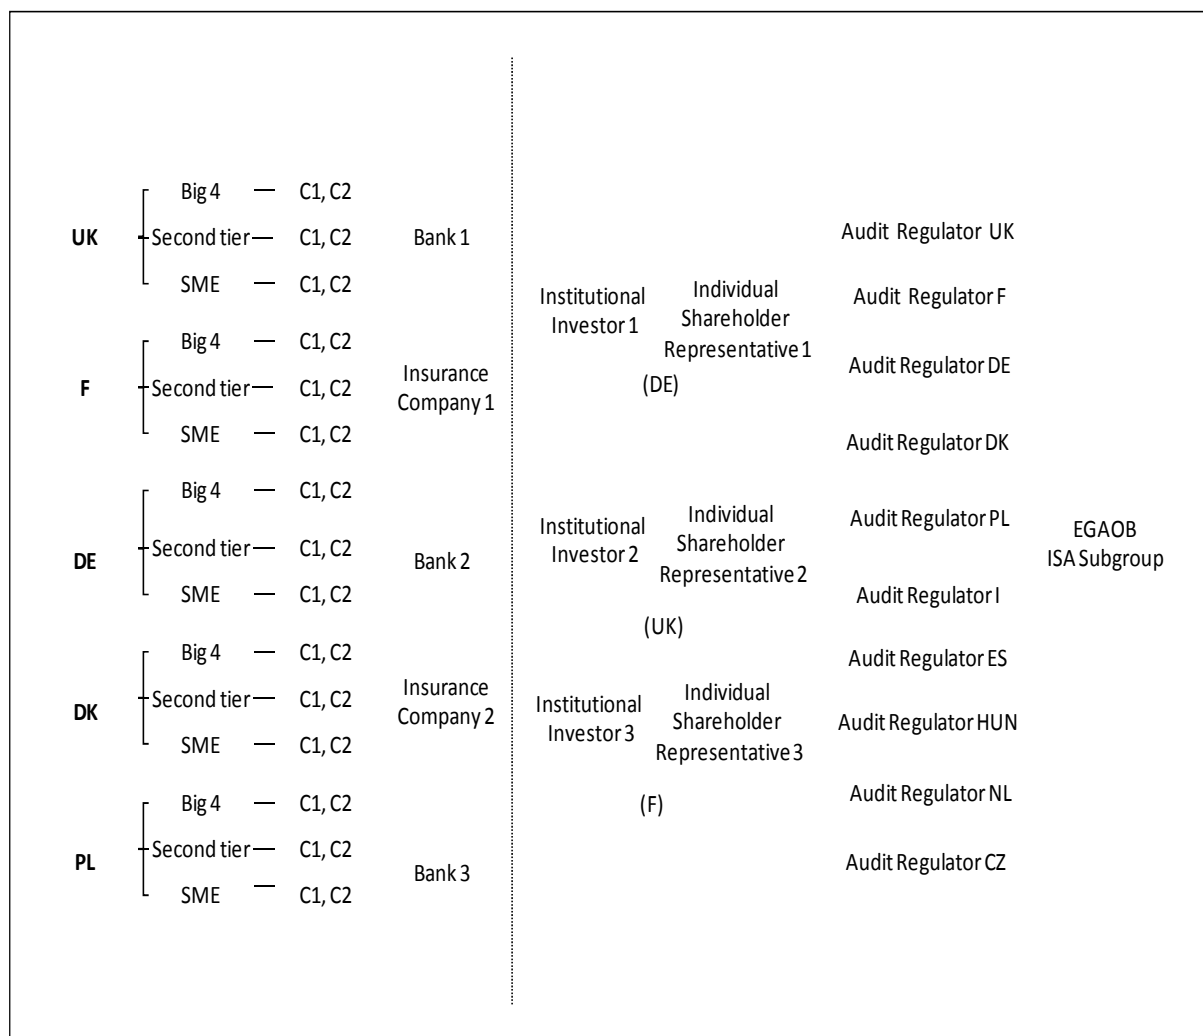 Big 4 — C1, C2
UK Second tier — C1, C2 Bank 1
SME — C1, C2
Big 4 — C1, C2
F Second tier — C1, C2 Insurance
Company 1
SME — C1, C2
Big 4 — C1, C2
DE Second tier — C1, C2 Bank 2
SME — C1, C2
Big 4 — C1, C2
DK Second tier — C1, C2 Insurance
Company 2
SME — C1, C2
Big 4 — C1, C2
PL Second tier — C1, C2 Bank 3
SME — C1, C2
Institutional
Investor 1
Individual
Shareholder
Representative 1
(DE)
Institutional
Investor 2
Individual
Shareholder
Representative 2
(UK)
Institutional
Investor 3
Individual
Shareholder
Representative 3
(F)
Audit Regulator UK
Audit Regulator F
Audit Regulator DE
Audit Regulator DK
Audit Regulator PL
Audit Regulator I
Audit Regulator ES
Audit Regulator HUN
Audit Regulator NL
Audit Regulator CZ
EGAOB
ISA Subgroup